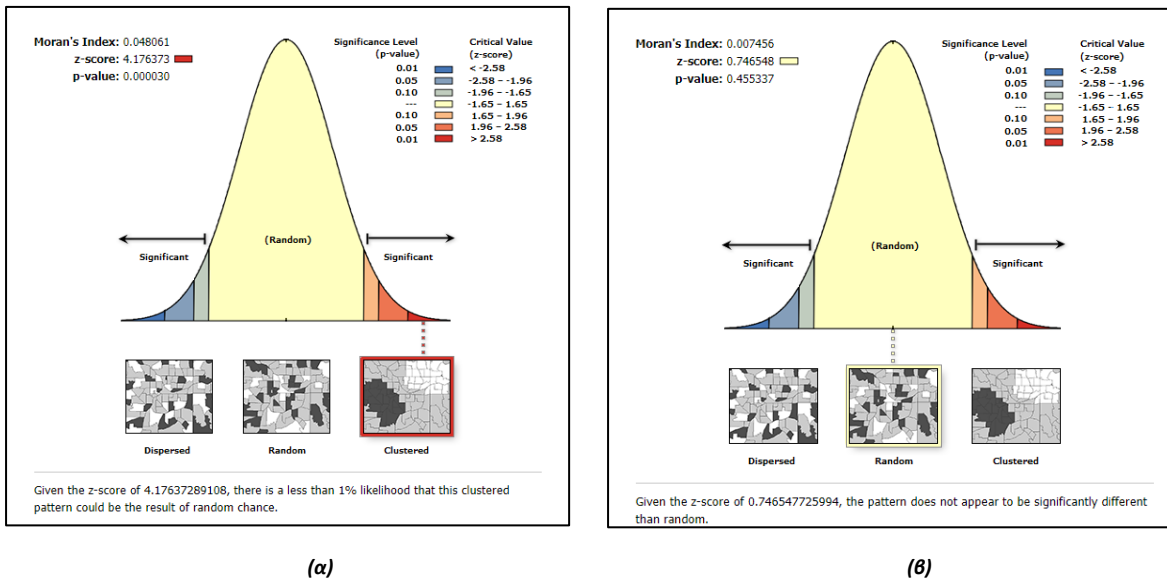 Moran's Index: 0.048061
z-score: 4.176373
p-value: 0.000030
Significance Level
(p-value)
Critical Value
(z-score)
0.01 < -2.58
0.05 -2.58 – -1.96
0.10 -1.96 – -1.65
--- -1.65 - 1.65
0.10 1.65 – 1.96
0.05 1.96 – 2.58
0.01 > 2.58
(Random)
Significant
Significant
Dispersed
Random
Clustered
Given the z-score of 4.17637289108, there is a less than 1% likelihood that this clustered
pattern could be the result of random chance.
(α)
Moran's Index: 0.007456
z-score: 0.746548
p-value: 0.455337
Significance Level
(p-value)
Critical Value
(z-score)
0.01 < -2.58
0.05 -2.58 – -1.96
0.10 -1.96 – -1.65
--- -1.65 - 1.65
0.10 1.65 – 1.96
0.05 1.96 – 2.58
0.01 > 2.58
(Random)
Significant
Significant
Dispersed
Random
Clustered
Given the z-score of 0.746547725994, the pattern does not appear to be significantly different
than random.
(β)